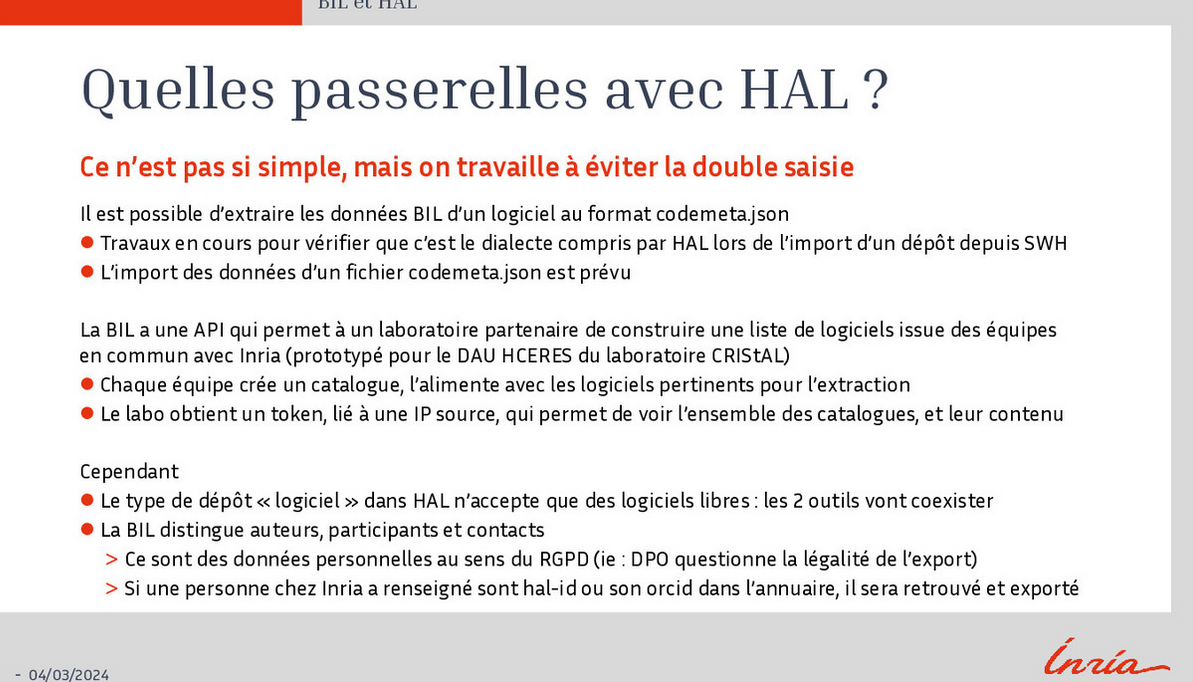 BIL et HAL
Quelles passerelles avec HAL ?
Ce n'est pas si simple, mais on travaille à éviter la double saisie
Il est possible d'extraire les données BIL d'un logiciel au format codemeta.json
● Travaux en cours pour vérifier que c'est le dialecte compris par HAL lors de l'import d'un dépôt depuis SWH
● L'import des données d'un fichier codemeta.json est prévu
La BIL a une API qui permet à un laboratoire partenaire de construire une liste de logiciels issue des équipes
en commun avec Inria (prototypé pour le DAU HCERES du laboratoire CRIStAL)
● Chaque équipe crée un catalogue, l'alimente avec les logiciels pertinents pour l'extraction
● Le labo obtient un token, lié à une IP source, qui permet de voir l'ensemble des catalogues, et leur contenu
Cependant
● Le type de dépôt « logiciel » dans HAL n'accepte que des logiciels libres : les 2 outils vont coexister
● La BIL distingue auteurs, participants et contacts
> Ce sont des données personnelles au sens du RGPD (ie : DPO questionne la légalité de l'export)
> Si une personne chez Inria a renseigné sont hal-id ou son orcid dans l'annuaire, il sera retrouvé et exporté
- 04/03/2024
Inria